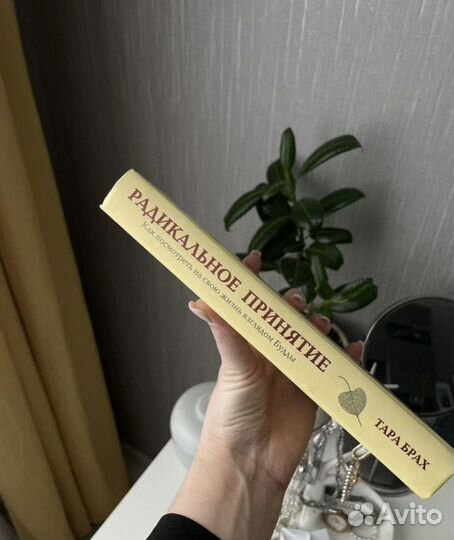 РАДИКАЛЬНОЕ ПРИНЯТИЕ
Как посмотреть на свою жизнь взглядом Будды
ТАРА БРАХ
Avito